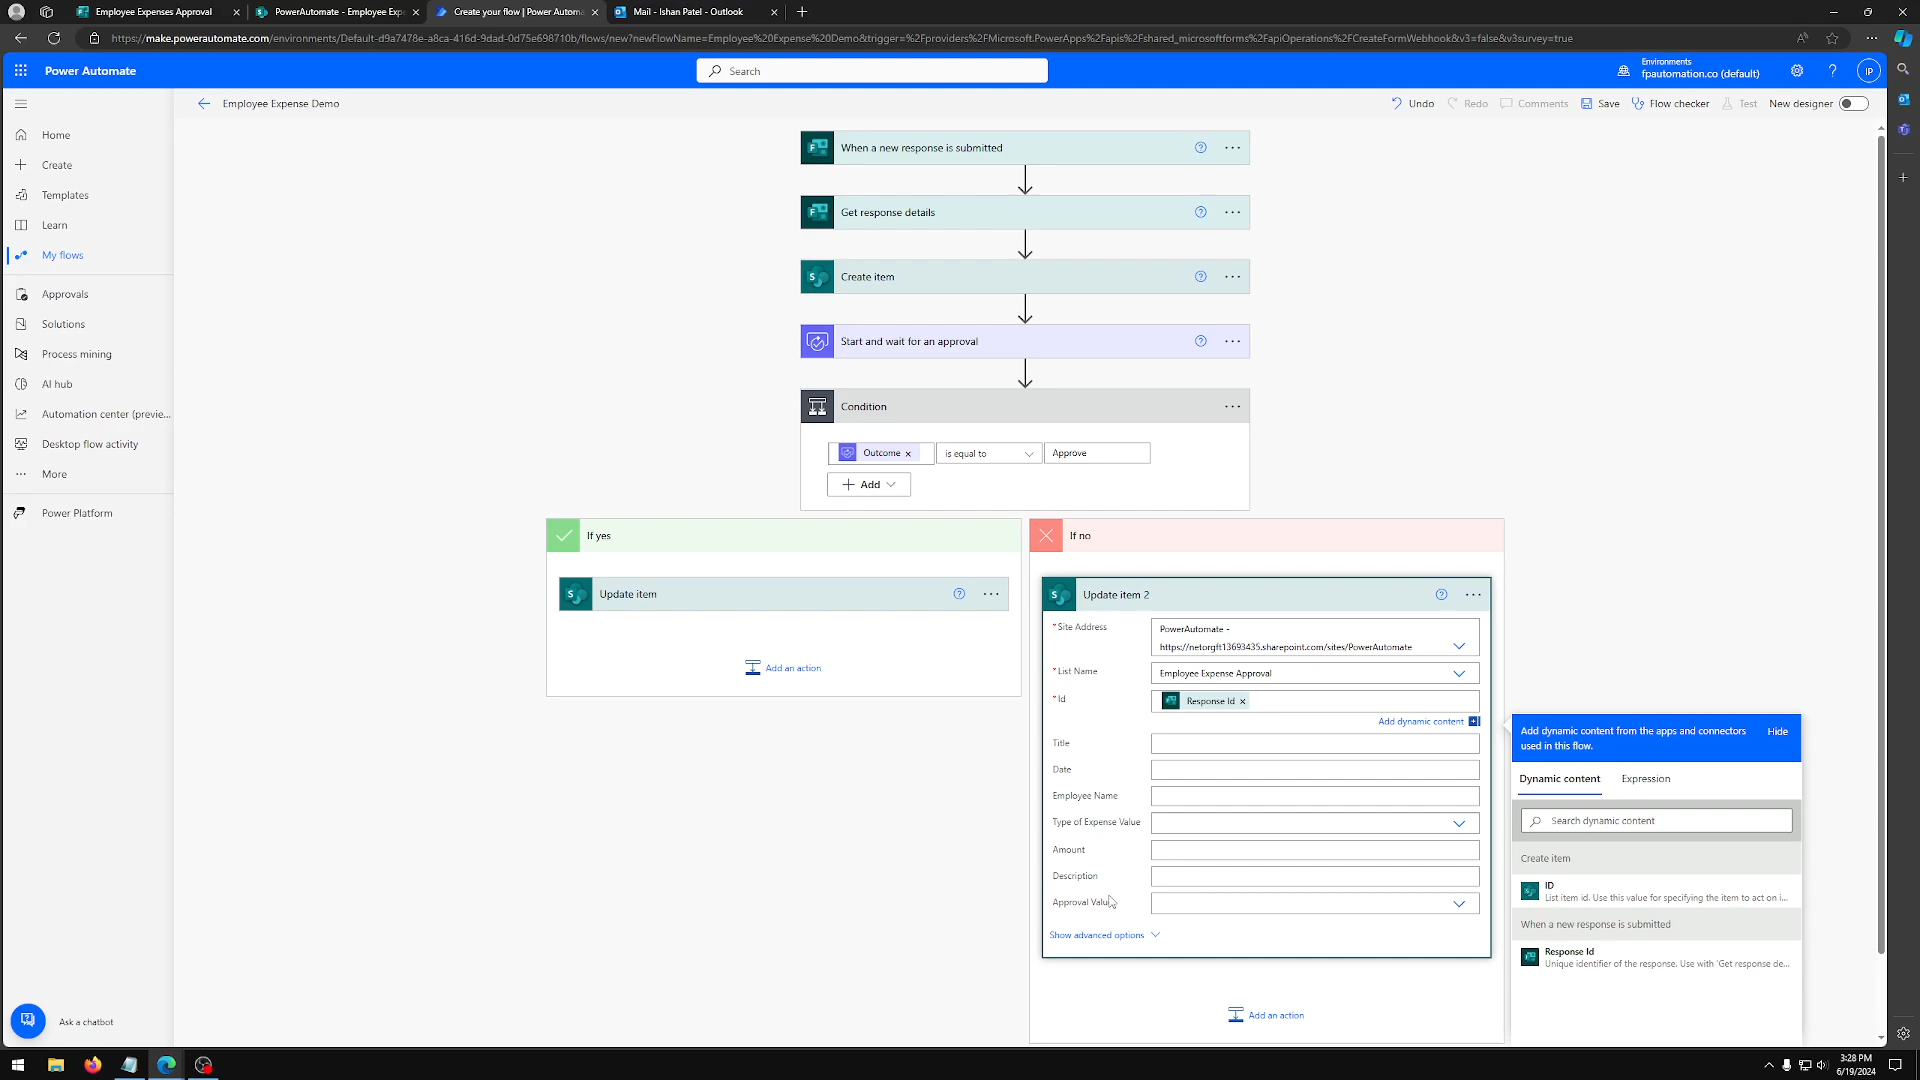 Employee Expenses Approval
PowerAutomate - Employee Exp
Create your flow | Power Automa
Mail - Ishan Patel - Outlook
https://make.powerautomate.com/environments/Default-d9a7478e-a8ca-416d-9dad-0d75e698710b/flows/new?newFlowName=Employee%20Expense%20Demo&trigger=%2Fproviders%2FMicrosoft.PowerApps%2Fapis%2Fshared_microsoftforms%2FapiOperations%2FCreateFormWebhook&v3=false&v3survey=true
Power Automate
Search
Environments
fpautomation.co (default)
IP
Employee Expense Demo
Undo
Redo
Comments
Save
Flow checker
Test
New designer
Home
Create
Templates
Learn
My flows
Approvals
Solutions
Process mining
AI hub
Automation center (previe...
Desktop flow activity
More
Power Platform
Ask a chatbot
When a new response is submitted
Get response details
Create item
Start and wait for an approval
Condition
Outcome
is equal to
Approve
Add
If yes
Update item
Add an action
If no
Update item 2
* Site Address
PowerAutomate -
https://netorgft13693435.sharepoint.com/sites/PowerAutomate
* List Name
Employee Expense Approval
* Id
Response Id
Add dynamic content
Title
Date
Employee Name
Type of Expense Value
Amount
Description
Approval Value
Show advanced options
Add an action
Add dynamic content from the apps and connectors
used in this flow.
Hide
Dynamic content
Expression
Search dynamic content
Create item
ID
List item id. Use this value for specifying the item to act on i...
When a new response is submitted
Response Id
Unique identifier of the response. Use with 'Get response de...
3:28 PM
6/19/2024